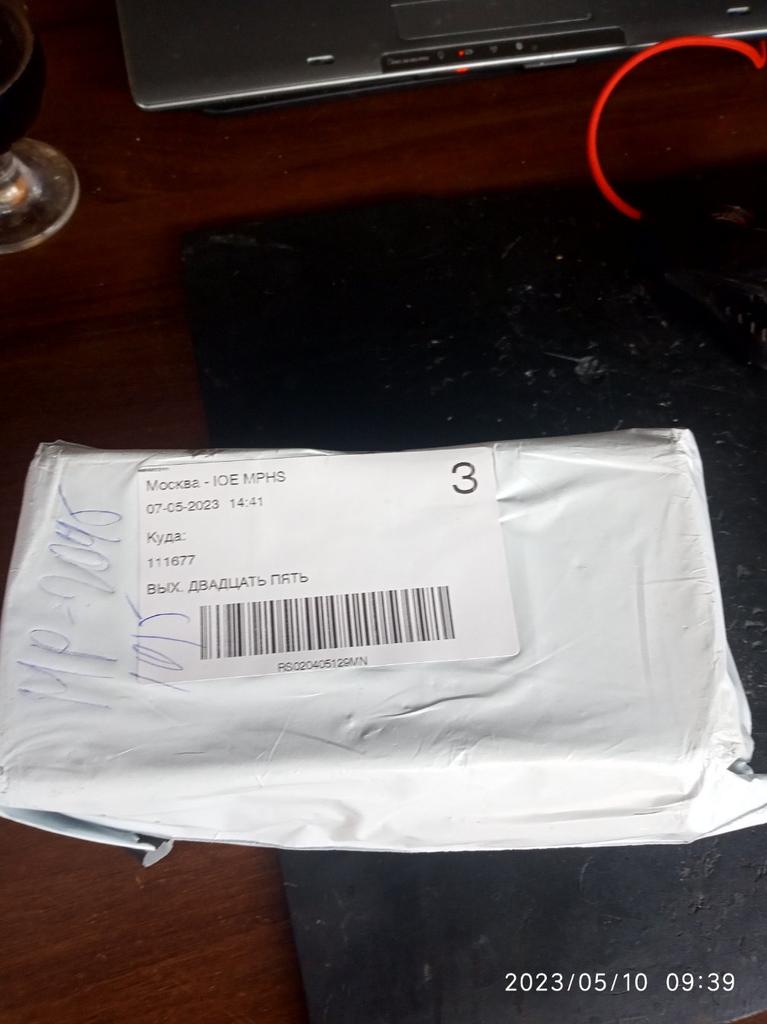 Москва - IOE MPHS
3
07-05-2023 14:41
Куда:
111677
ВЫХ. ДВАДЦАТЬ ПЯТЬ
RS020405129MN
2023/05/10 09:39